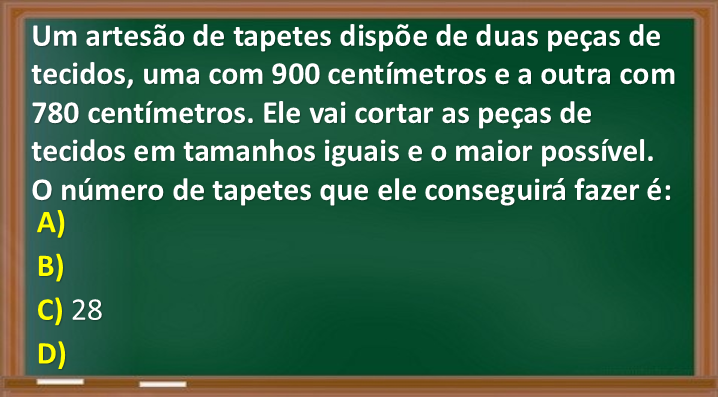 Um artesão de tapetes dispõe de duas peças de
tecidos, uma com 900 centímetros e a outra com
780 centímetros. Ele vai cortar as peças de
tecidos em tamanhos iguais e o maior possível.
O número de tapetes que ele conseguirá fazer é:
A)
B)
C) 28
D)